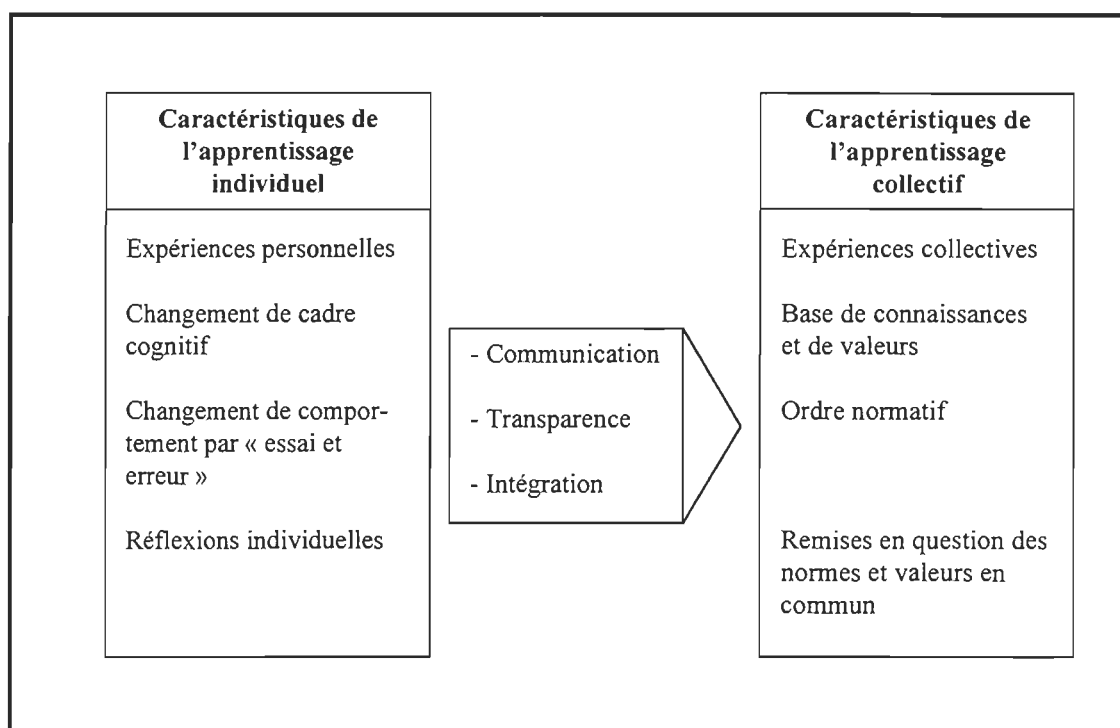 Caractéristiques de
l'apprentissage
individuel
Expériences personnelles
Changement de cadre
cognitif
Changement de compor-
tement par « essai et
erreur »
Réflexions individuelles
- Communication
- Transparence
- Intégration
Caractéristiques de
l'apprentissage
collectif
Expériences collectives
Base de connaissances
et de valeurs
Ordre normatif
Remises en question des
normes et valeurs en
commun